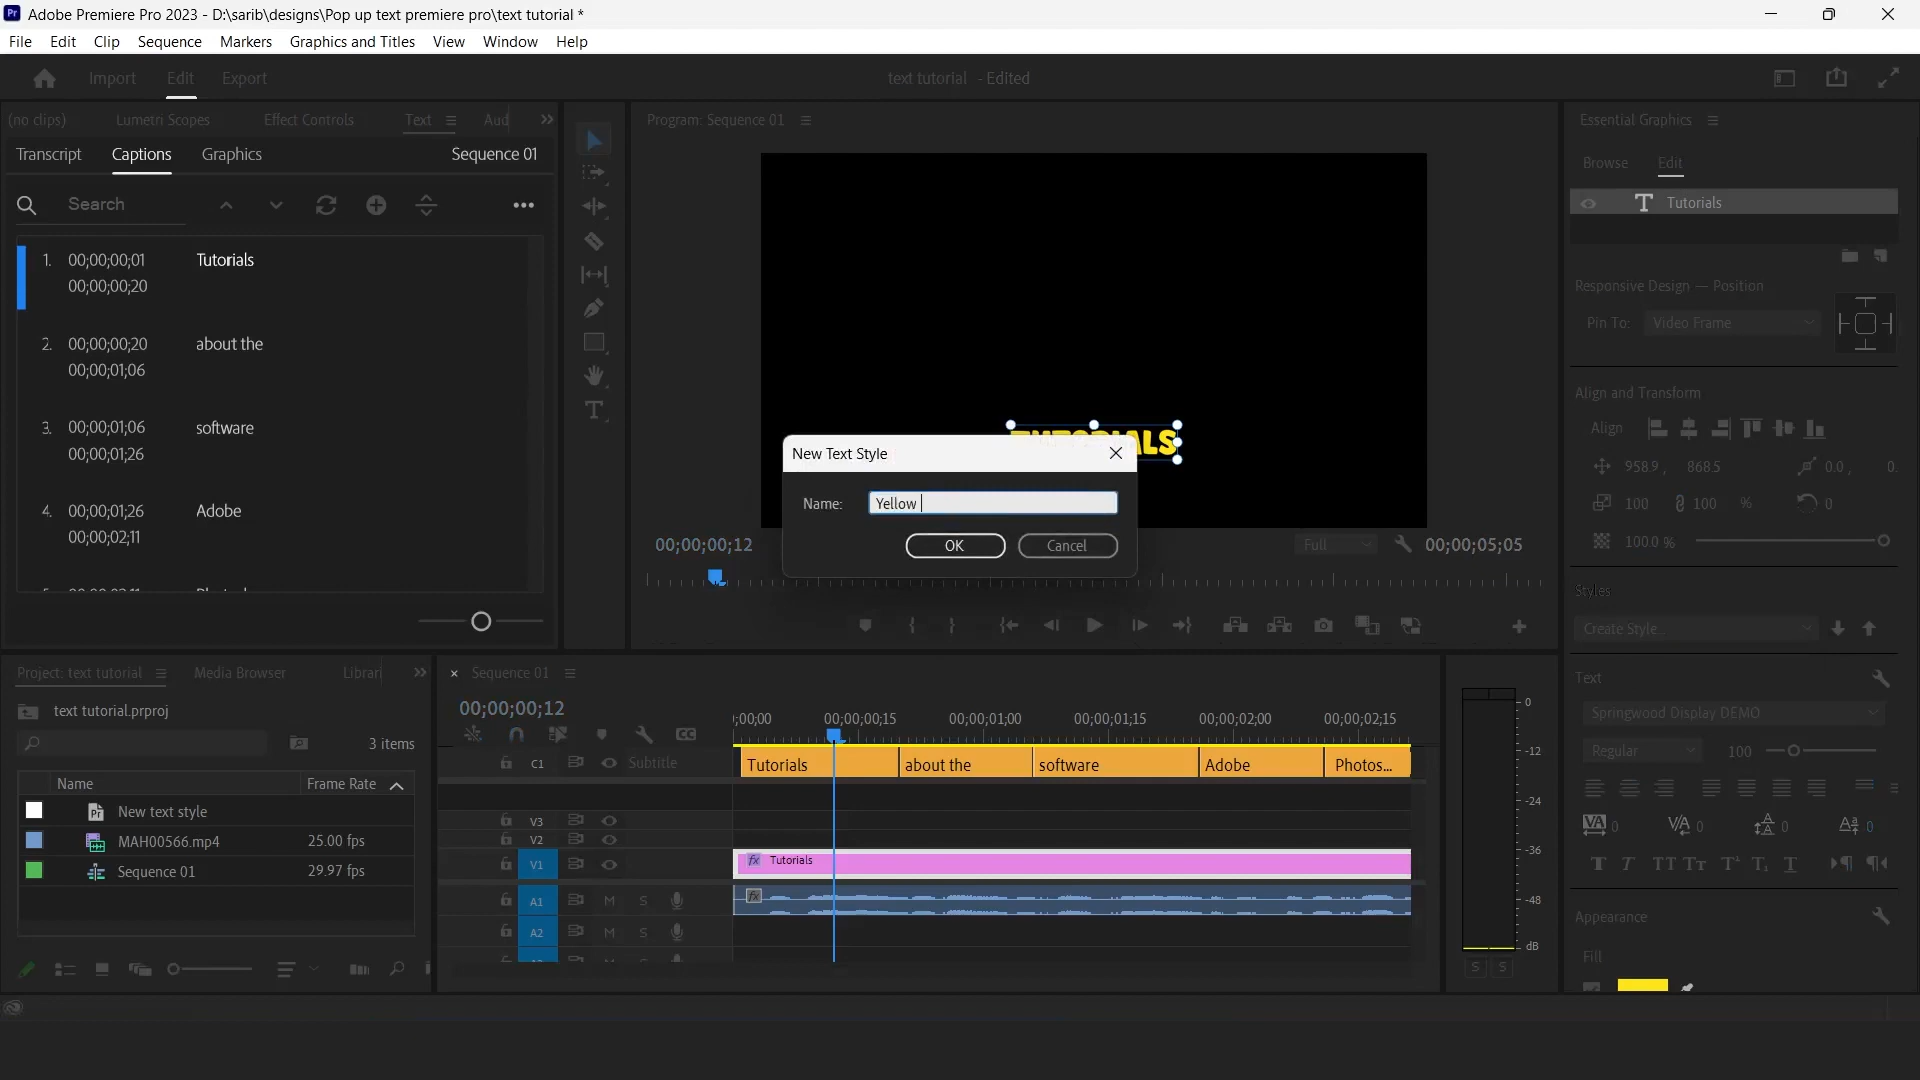 Adobe Premiere Pro 2023 - D:\sarib\designs\Pop up text premiere pro\text tutorial *
File Edit Clip Sequence Markers Graphics and Titles View Window Help
Import Edit Export
text tutorial - Edited
(no clips) Lumetri Scopes Effect Controls Text Aud
Transcript Captions Graphics Sequence 01
Search
1. 00;00;00;01 Tutorials
00;00;00;20
2. 00;00;00;20 about the
00;00;01;06
3. 00;00;01;06 software
00;00;01;26
4. 00;00;01;26 Adobe
00;00;02;11
Program: Sequence 01
New Text Style
Name: Yellow
OK Cancel
00;00;00;12 Full 00;00;05;05
Essential Graphics
Browse Edit
Tutorials
Responsive Design — Position
Pin To: Video Frame
Align and Transform
Align
958.9 , 868.5 0.0 , 0.
100 100 % 0
100.0 %
Styles
Create Style...
Text
Springwood Display DEMO
Regular 100
0 0 0 0
Appearance
Fill
Project: text tutorial Media Browser Librari
text tutorial.prproj
3 items
Name Frame Rate
New text style
MAH00566.mp4 25.00 fps
Sequence 01 29.97 fps
Sequence 01
00;00;00;12
;00;00 00;00;00;15 00;00;01;00 00;00;01;15 00;00;02;00 00;00;02;15
C1 Subtitle Tutorials about the software Adobe Photos...
V3
V2
V1 fx Tutorials
A1 M S fx
A2 M S
0
-12
-24
-36
-48
dB
S S